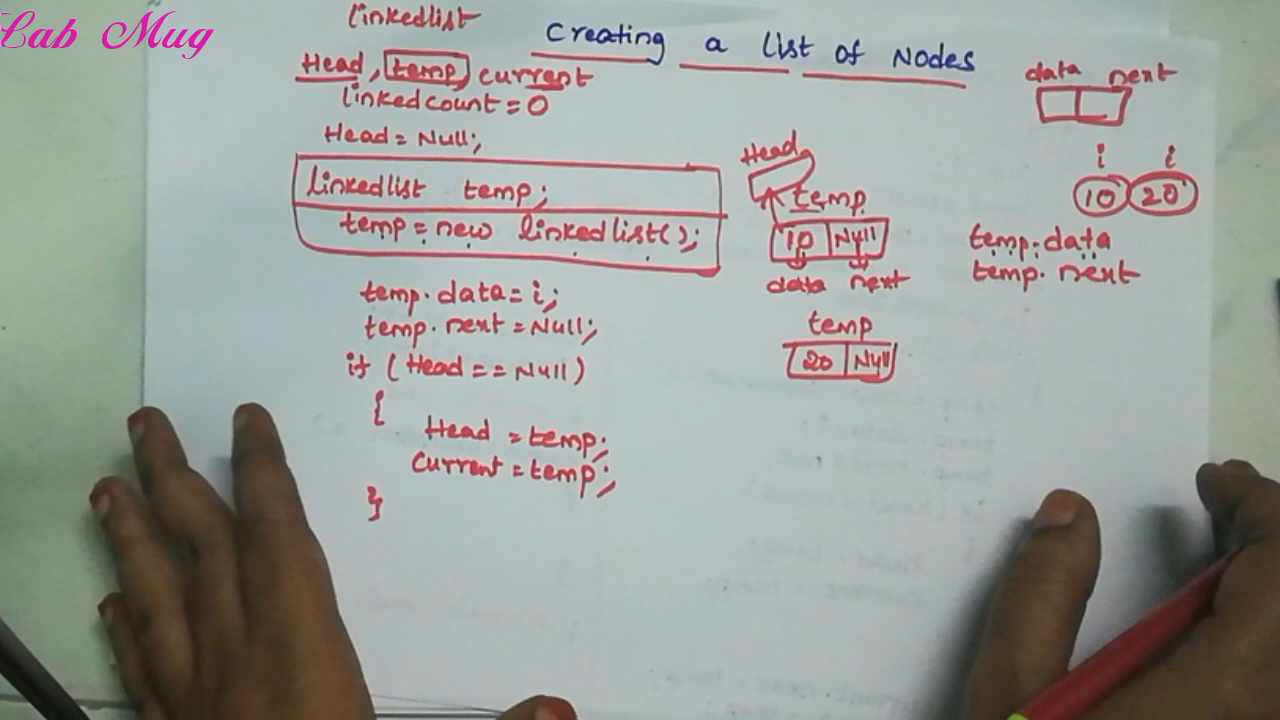 Lab Mug
linkedlist
Creating a list of Nodes
Head, temp, current
linkedcount = 0
Head = Null;
linkedlist temp;
temp = new linkedlist();
temp.data = i;
temp.next = Null;
if (Head == Null)
{
Head = temp;
Current = temp;
}
Head
temp
10 Null
data next
temp
20 Null
data next
i i
10 20
temp.data
temp.next